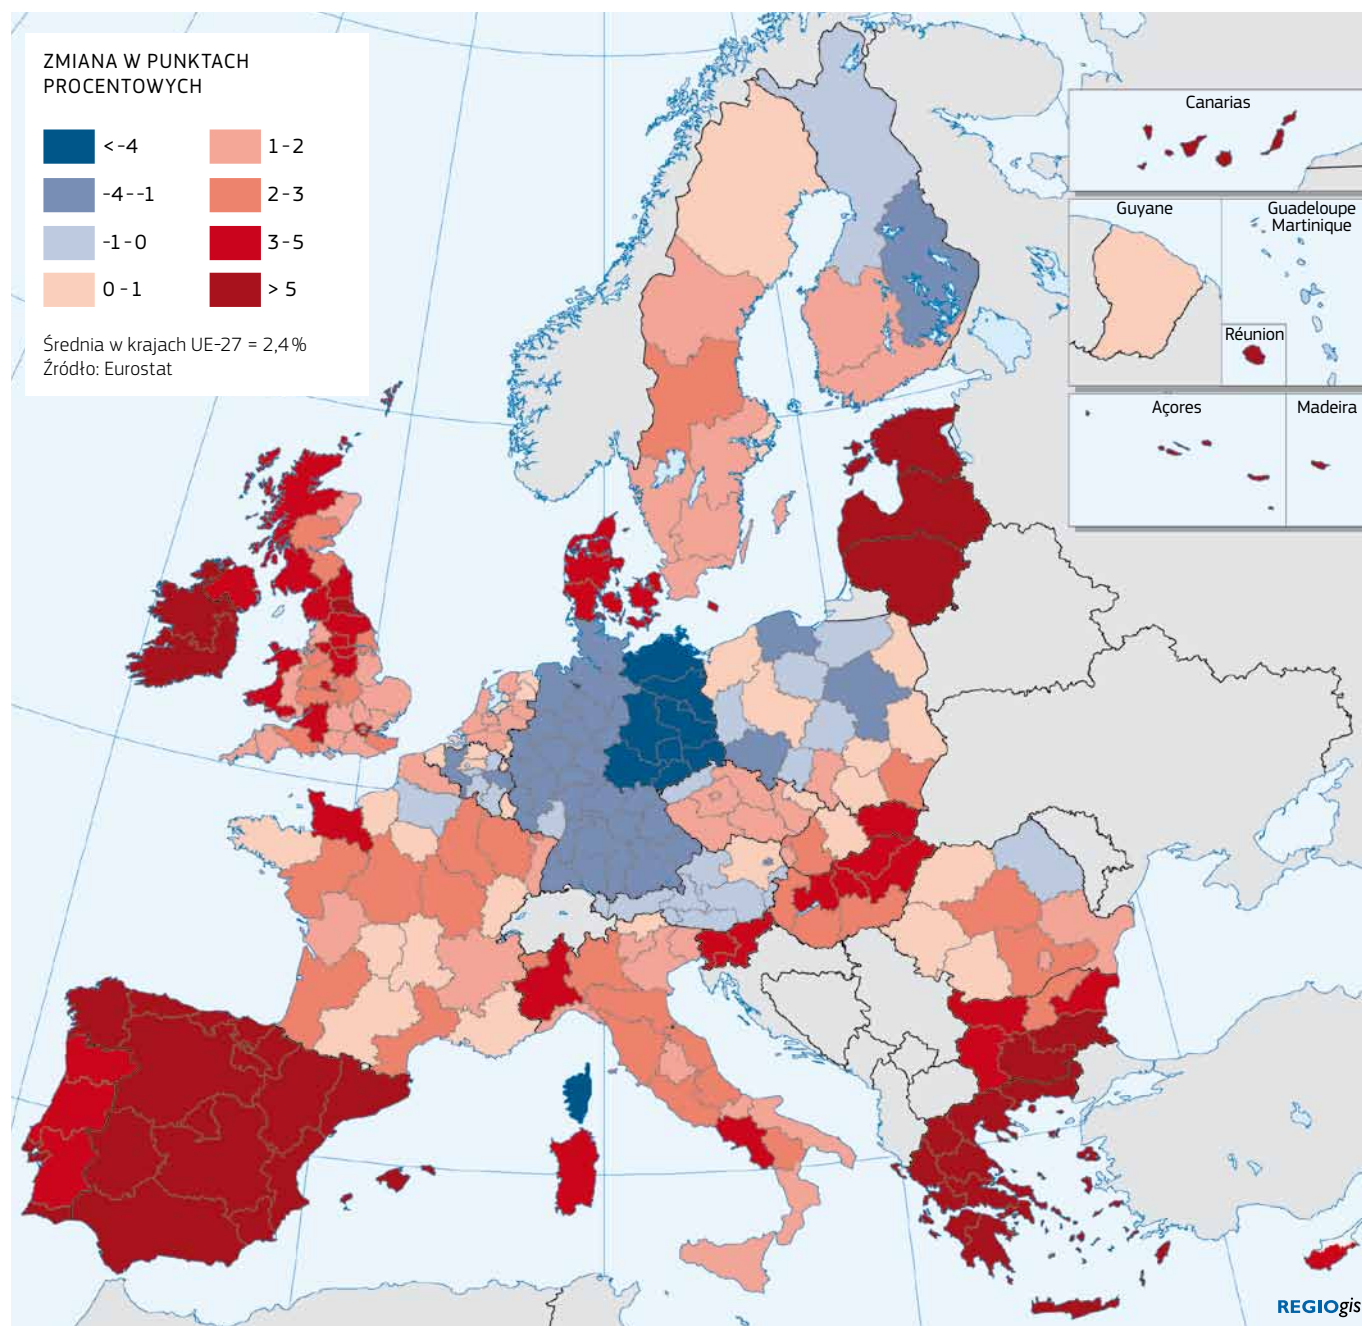 ZMIANA W PUNKTACH
PROCENTOWYCH
< -4
-4 - -1
-1 - 0
0 - 1
1 - 2
2 - 3
3 - 5
> 5
Średnia w krajach UE-27 = 2,4 %
Źródło: Eurostat
Canarias
Guyane
Guadeloupe
Martinique
Réunion
Açores
Madeira
REGIOgis